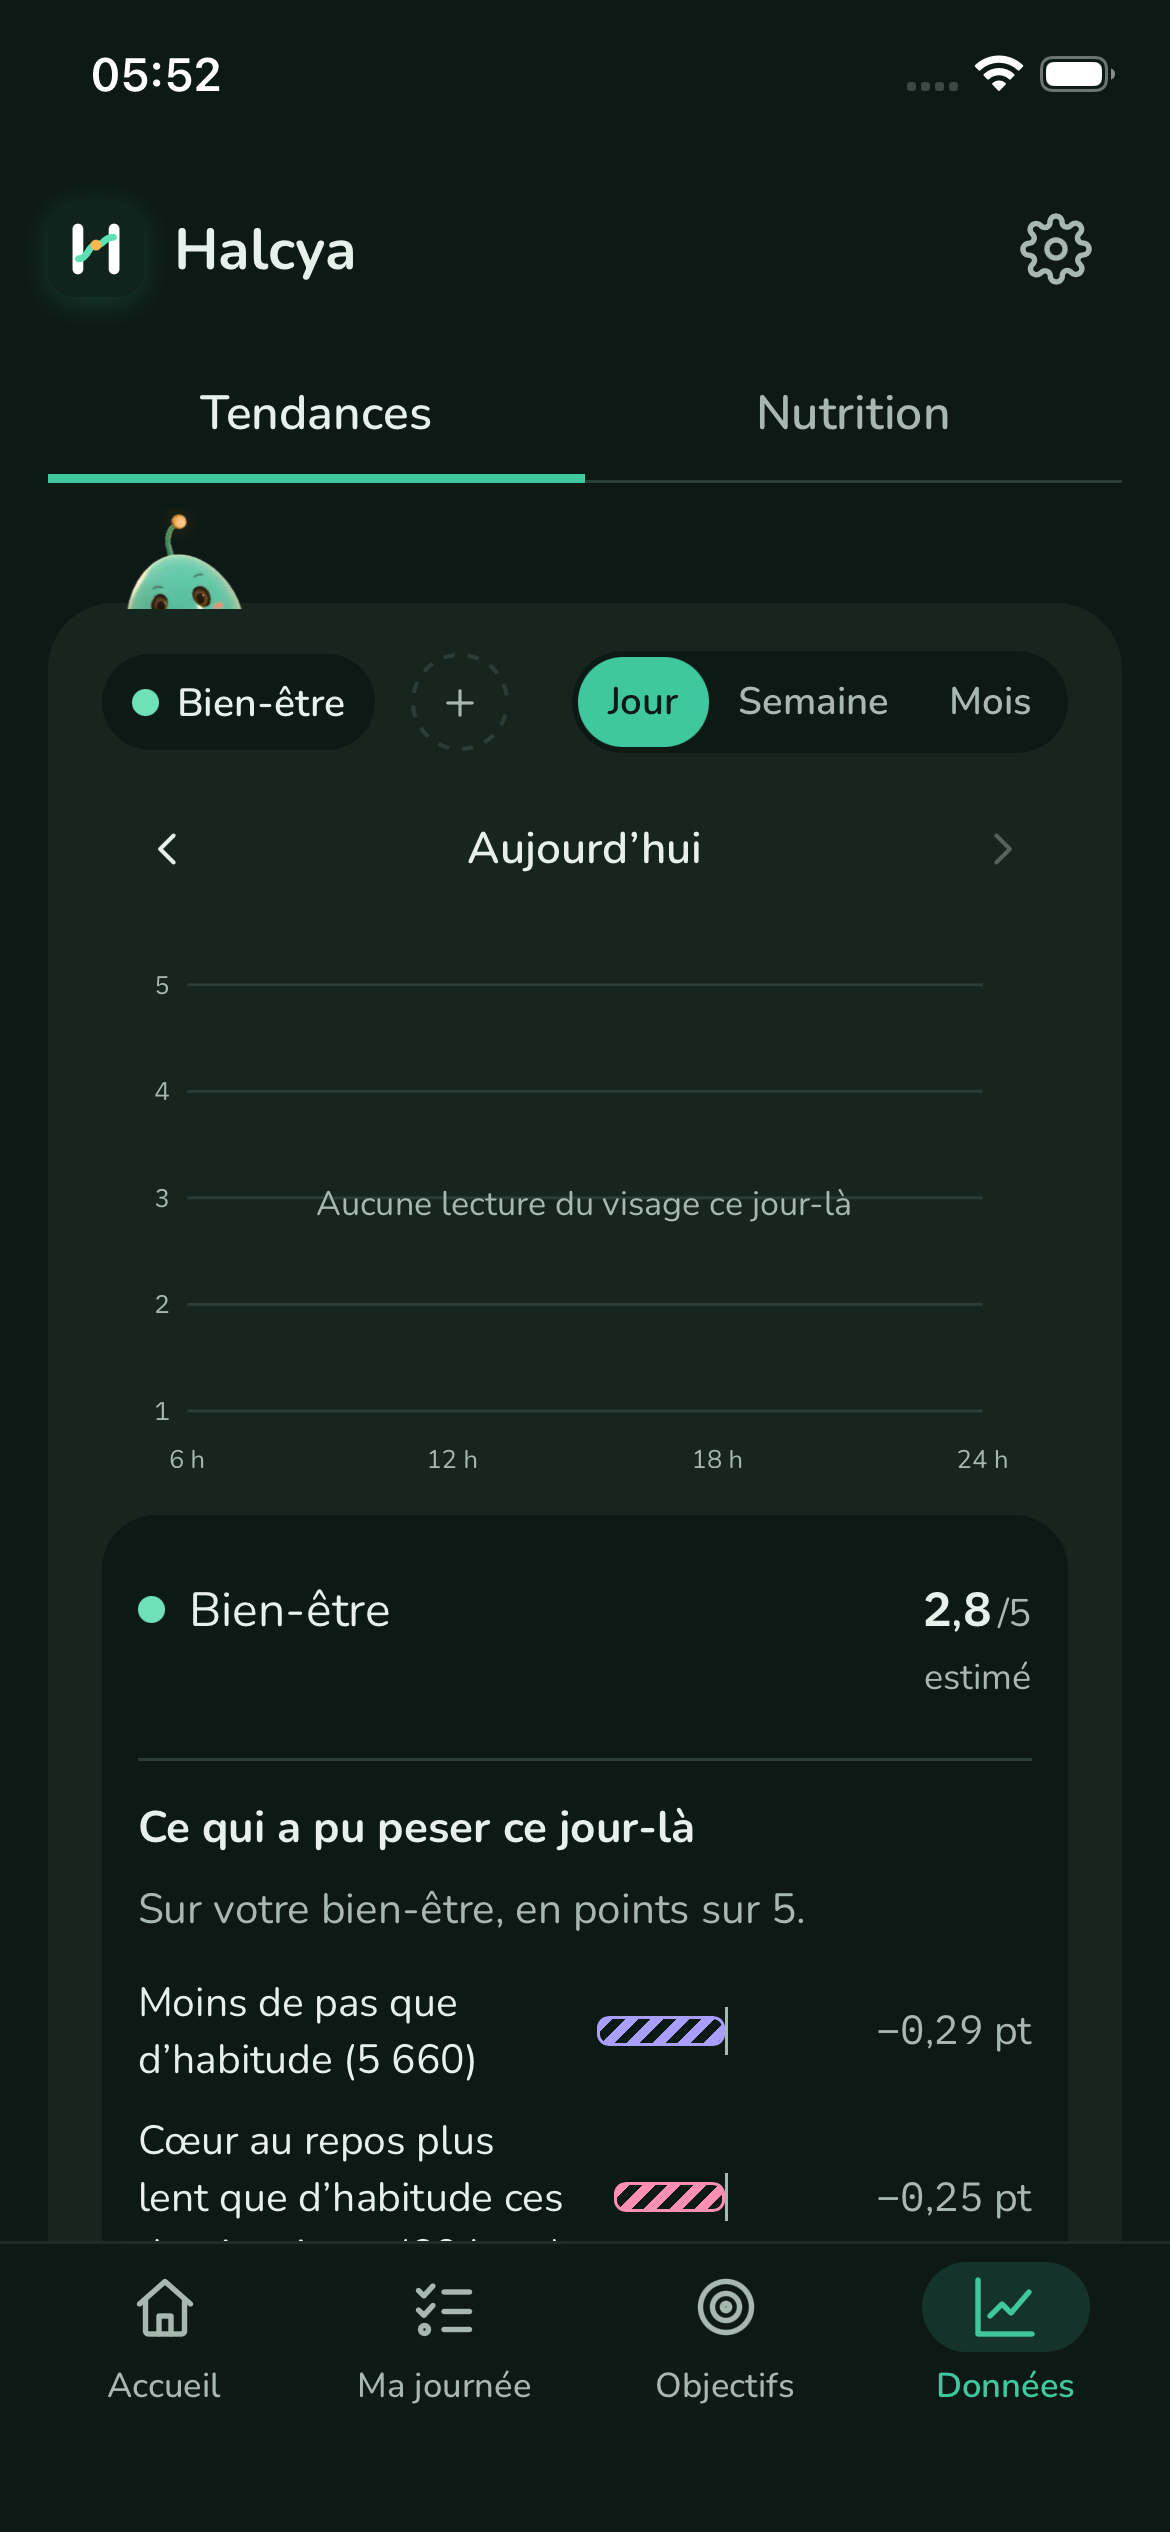 05:52
Halcya
Tendances
Nutrition
Bien-être
+
Jour
Semaine
Mois
Aujourd’hui
5
4
3
Aucune lecture du visage ce jour-là
2
1
6 h
12 h
18 h
24 h
Bien-être
2,8 /5
estimé
Ce qui a pu peser ce jour-là
Sur votre bien-être, en points sur 5.
Moins de pas que
d’habitude (5 660)
−0,29 pt
Cœur au repos plus
lent que d’habitude ces
−0,25 pt
Accueil
Ma journée
Objectifs
Données